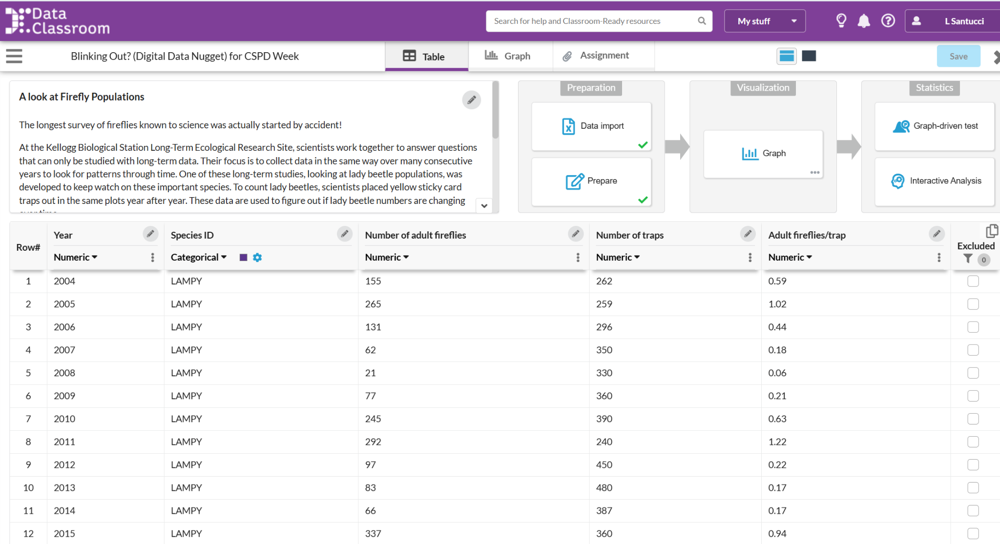 Data
Classroom
Search for help and Classroom-Ready resources
My stuff
L Santucci
Blinking Out? (Digital Data Nugget) for CSPD Week
Table
Graph
Assignment
Save
A look at Firefly Populations
The longest survey of fireflies known to science was actually started by accident!
At the Kellogg Biological Station Long-Term Ecological Research Site, scientists work together to answer questions
that can only be studied with long-term data. Their focus is to collect data in the same way over many consecutive
years to look for patterns through time. One of these long-term studies, looking at lady beetle populations, was
developed to keep watch on these important species. To count lady beetles, scientists placed yellow sticky card
traps out in the same plots year after year. These data are used to figure out if lady beetle numbers are changing
Preparation
Data import
Prepare
Visualization
Graph
Statistics
Graph-driven test
Interactive Analysis
Row# Year Species ID Number of adult fireflies Number of traps Adult fireflies/trap Excluded
Numeric Categorical Numeric Numeric Numeric 0
1 2004 LAMPY 155 262 0.59
2 2005 LAMPY 265 259 1.02
3 2006 LAMPY 131 296 0.44
4 2007 LAMPY 62 350 0.18
5 2008 LAMPY 21 330 0.06
6 2009 LAMPY 77 360 0.21
7 2010 LAMPY 245 390 0.63
8 2011 LAMPY 292 240 1.22
9 2012 LAMPY 97 450 0.22
10 2013 LAMPY 83 480 0.17
11 2014 LAMPY 66 387 0.17
12 2015 LAMPY 337 360 0.94